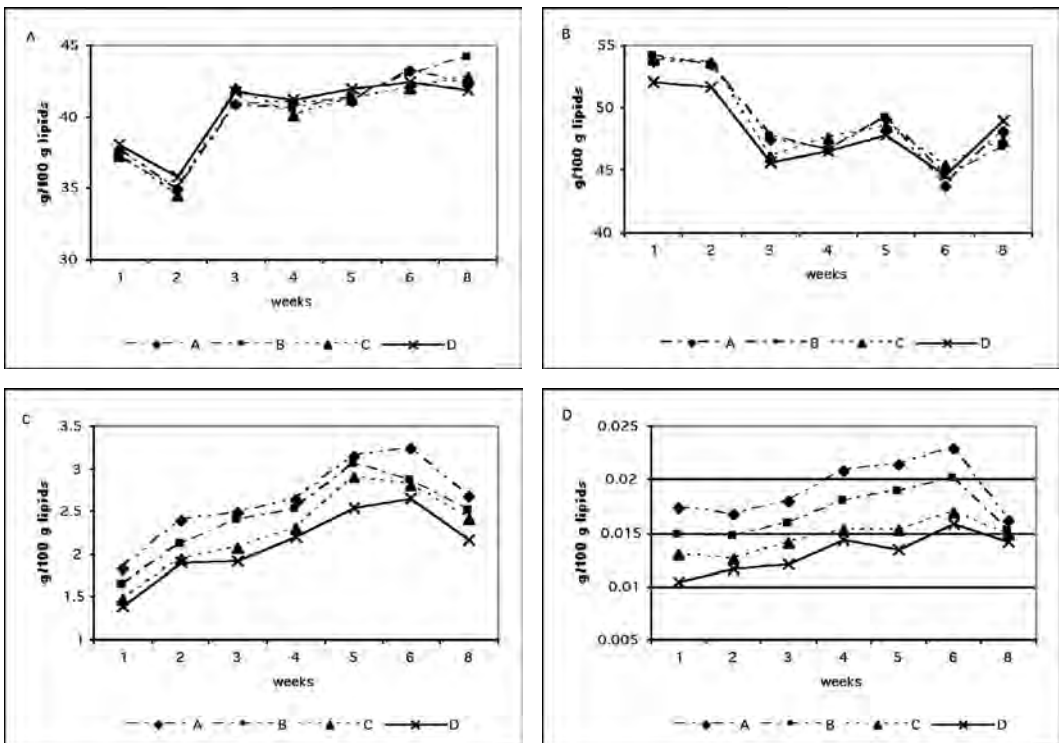 A
45
40
35
30
g/100 g lipids
1 2 3 4 5 6 8
weeks
A B C D
B
55
50
45
40
g/100 g lipids
1 2 3 4 5 6 8
weeks
A B C D
C
3.5
3
2.5
2
1.5
1
g/100 g lipids
1 2 3 4 5 6 8
weeks
A B C D
D
0.025
0.02
0.015
0.01
0.005
g/100 g lipids
1 2 3 4 5 6 8
weeks
A B C D